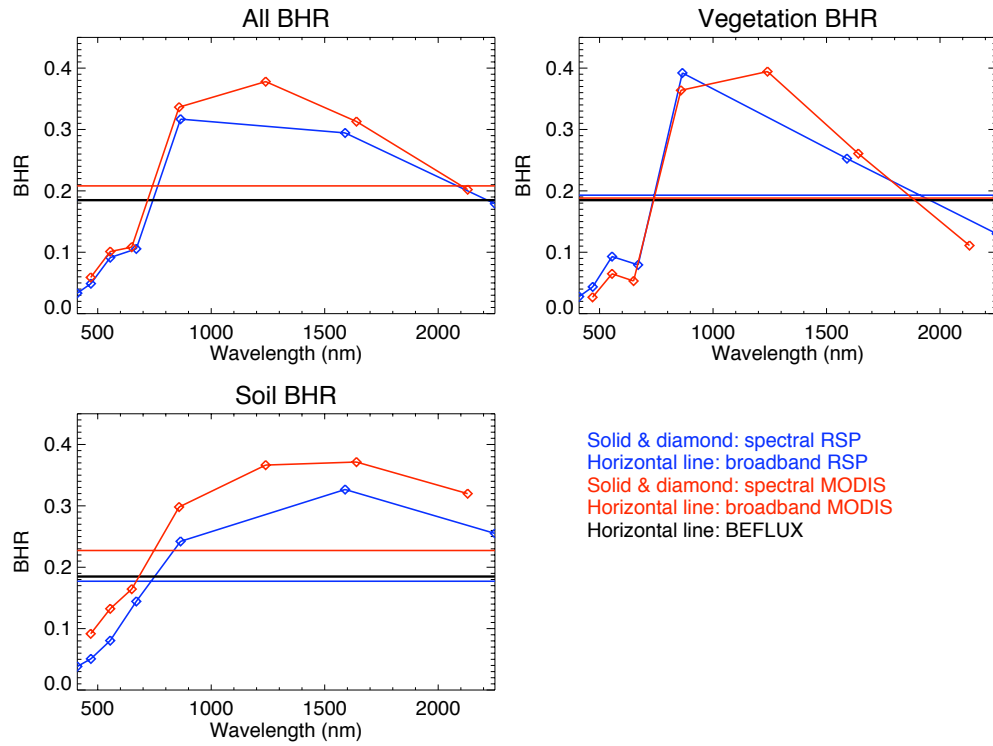 All BHR
BHR
0.4
0.3
0.2
0.1
0.0
500 1000 1500 2000
Wavelength (nm)
Vegetation BHR
BHR
0.4
0.3
0.2
0.1
0.0
500 1000 1500 2000
Wavelength (nm)
Soil BHR
BHR
0.4
0.3
0.2
0.1
0.0
500 1000 1500 2000
Wavelength (nm)
Solid & diamond: spectral RSP
Horizontal line: broadband RSP
Solid & diamond: spectral MODIS
Horizontal line: broadband MODIS
Horizontal line: BEFLUX